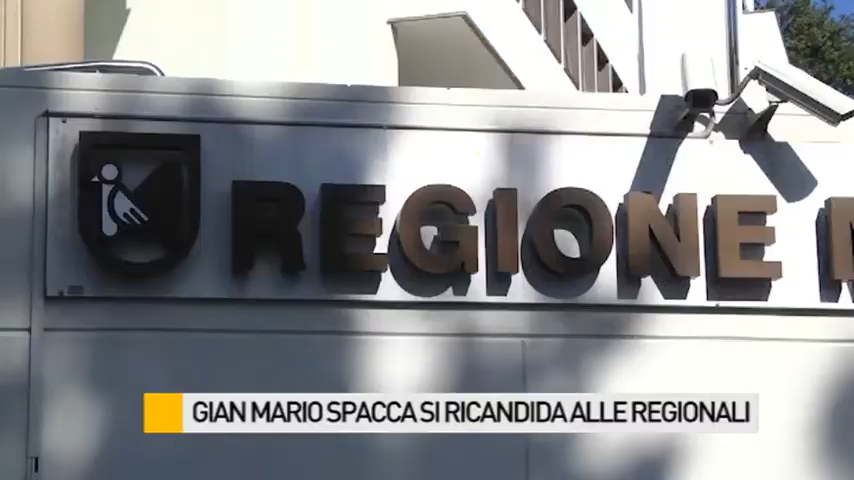 REGIONE M
GIAN MARIO SPACCA SI RICANDIDA ALLE REGIONALI